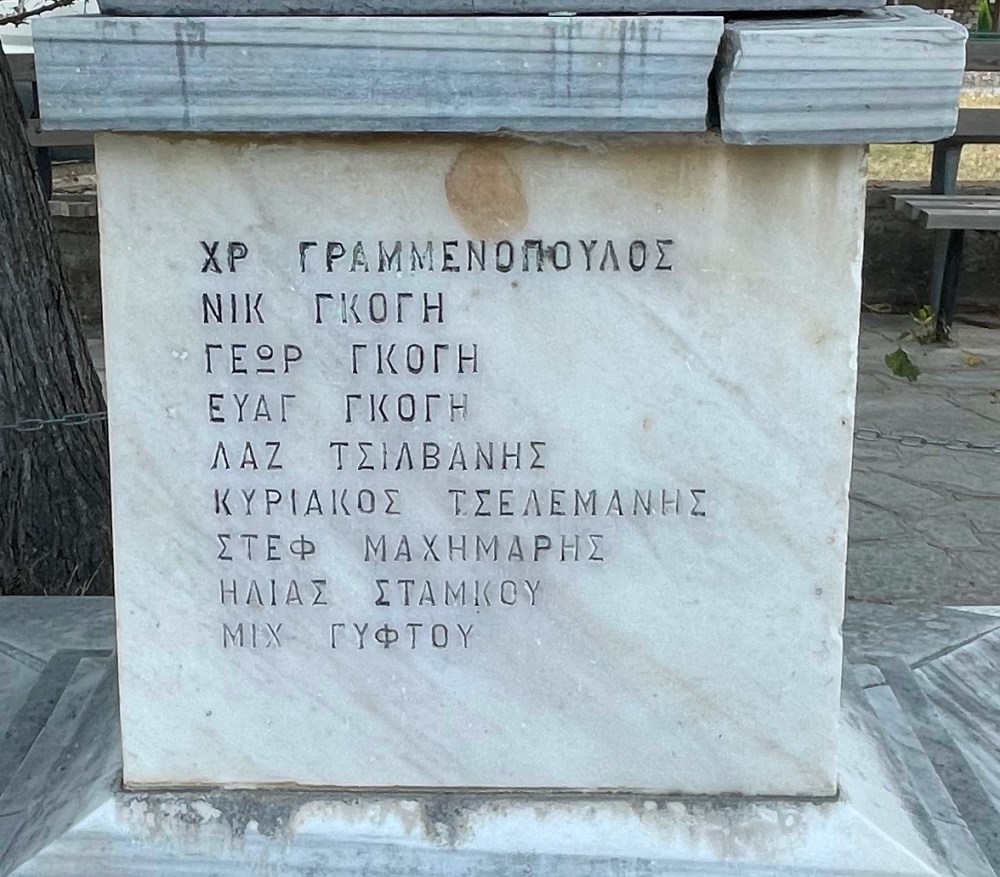 ΧΡ ΓΡΑΜΜΕΝΟΠΟΥΛΟΣ
ΝΙΚ ΓΚΟΓΗ
ΓΕΩΡ ΓΚΟΓΗ
ΕΥΑΓ ΓΚΟΓΗ
ΛΑΖ ΤΣΙΛΒΑΝΗΣ
ΚΥΡΙΑΚΟΣ ΤΣΕΛΕΜΑΝΗΣ
ΣΤΕΦ ΜΑΧΗΜΑΡΗΣ
ΗΛΙΑΣ ΣΤΑΜΚΟΥ
ΜΙΧ ΓΥΦΤΟΥ